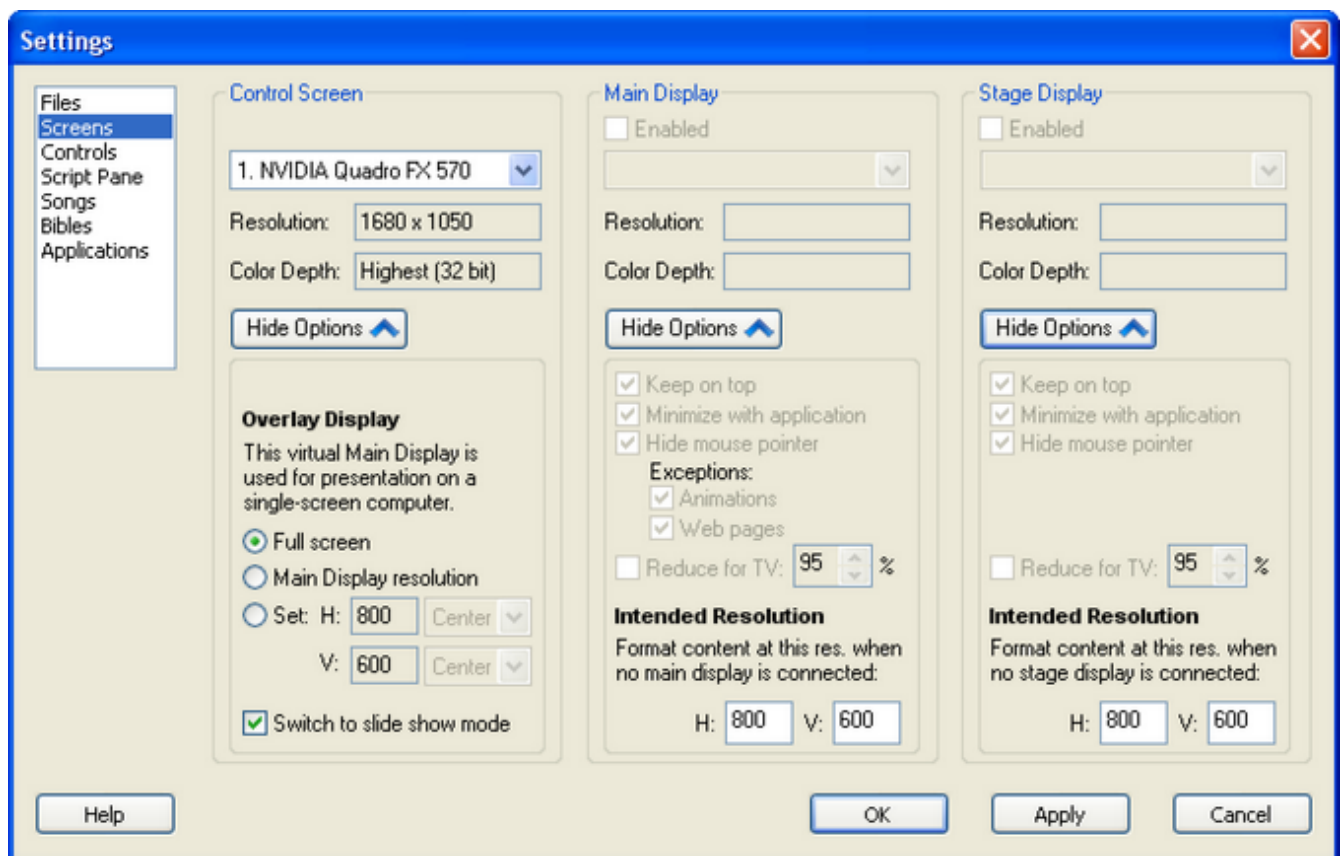 Settings
Files
Screens
Controls
Script Pane
Songs
Bibles
Applications
Control Screen
1. NVIDIA Quadro FX 570
Resolution: 1680 x 1050
Color Depth: Highest (32 bit)
Hide Options
Overlay Display
This virtual Main Display is
used for presentation on a
single-screen computer.
Full screen
Main Display resolution
Set: H: 800 Center
V: 600 Center
Switch to slide show mode
Main Display
Enabled
Resolution:
Color Depth:
Hide Options
Keep on top
Minimize with application
Hide mouse pointer
Exceptions:
Animations
Web pages
Reduce for TV: 95 %
Intended Resolution
Format content at this res. when
no main display is connected:
H: 800 V: 600
Stage Display
Enabled
Resolution:
Color Depth:
Hide Options
Keep on top
Minimize with application
Hide mouse pointer
Reduce for TV: 95 %
Intended Resolution
Format content at this res. when
no stage display is connected:
H: 800 V: 600
Help
OK
Apply
Cancel